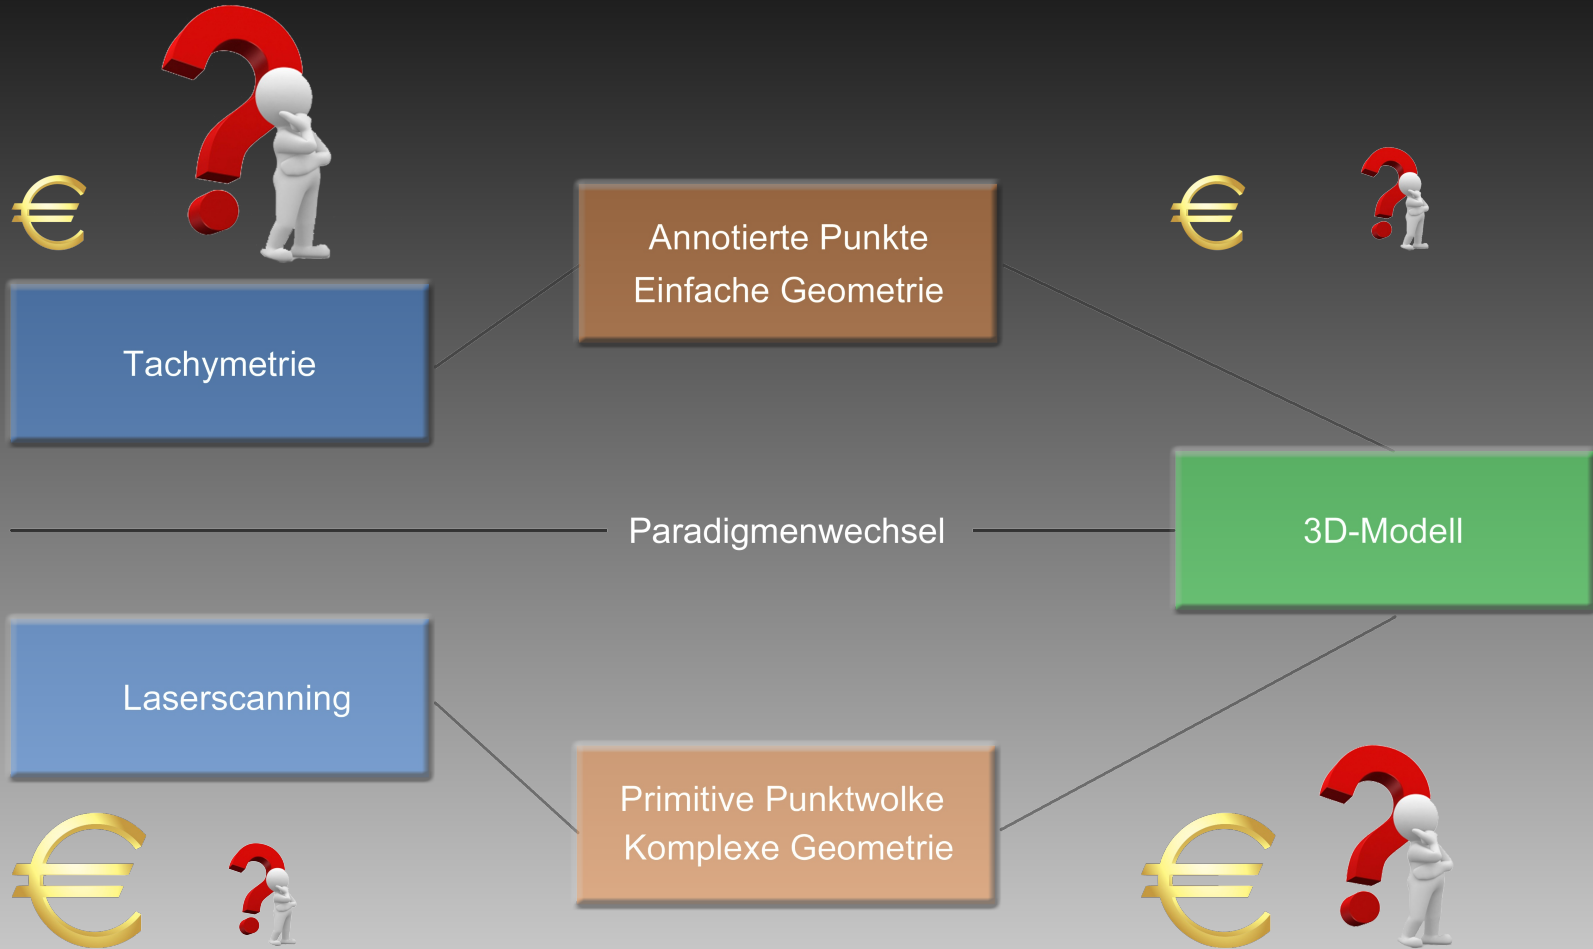 Annotierte Punkte
Einfache Geometrie
Tachymetrie
Paradigmenwechsel
3D-Modell
Laserscanning
Primitive Punktwolke
Komplexe Geometrie